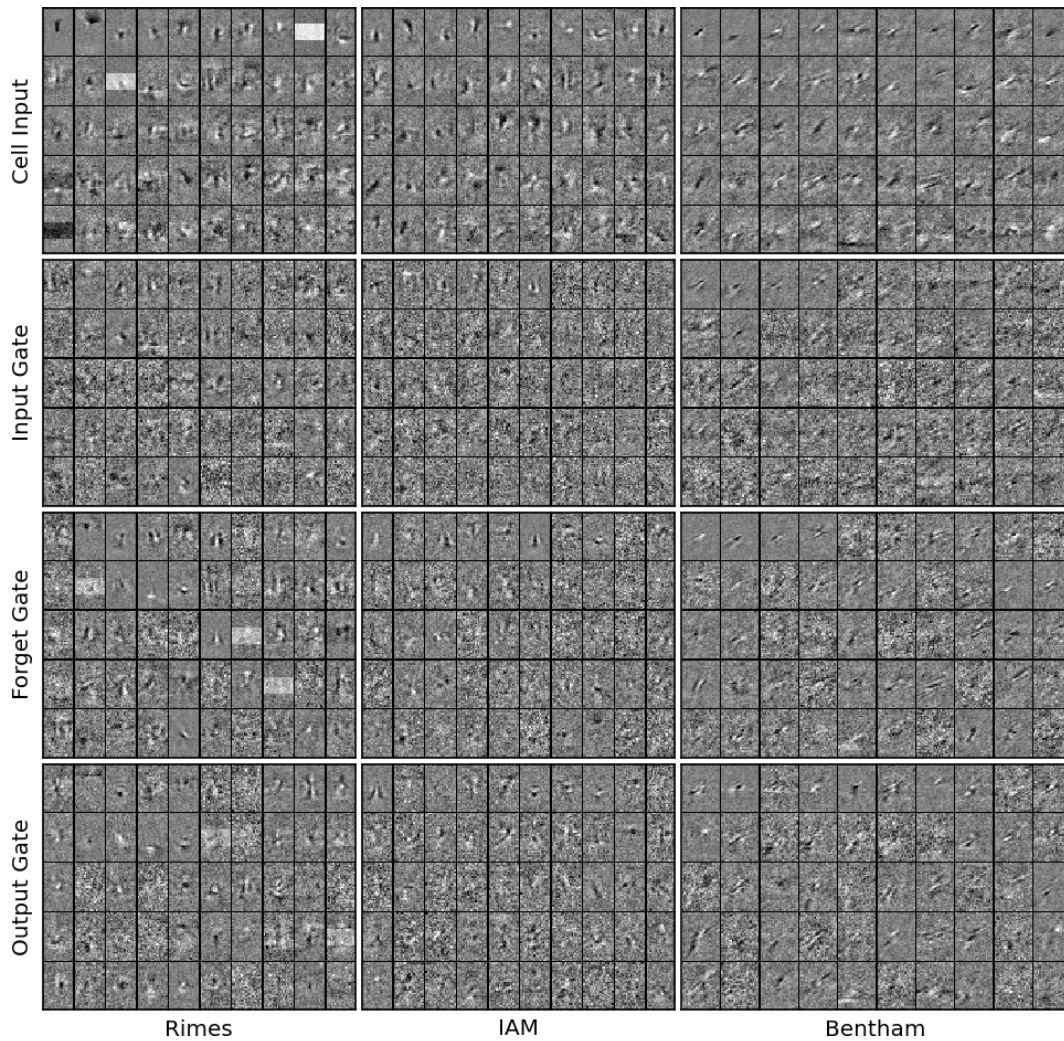 Cell Input
Input Gate
Forget Gate
Output Gate
Rimes
IAM
Bentham